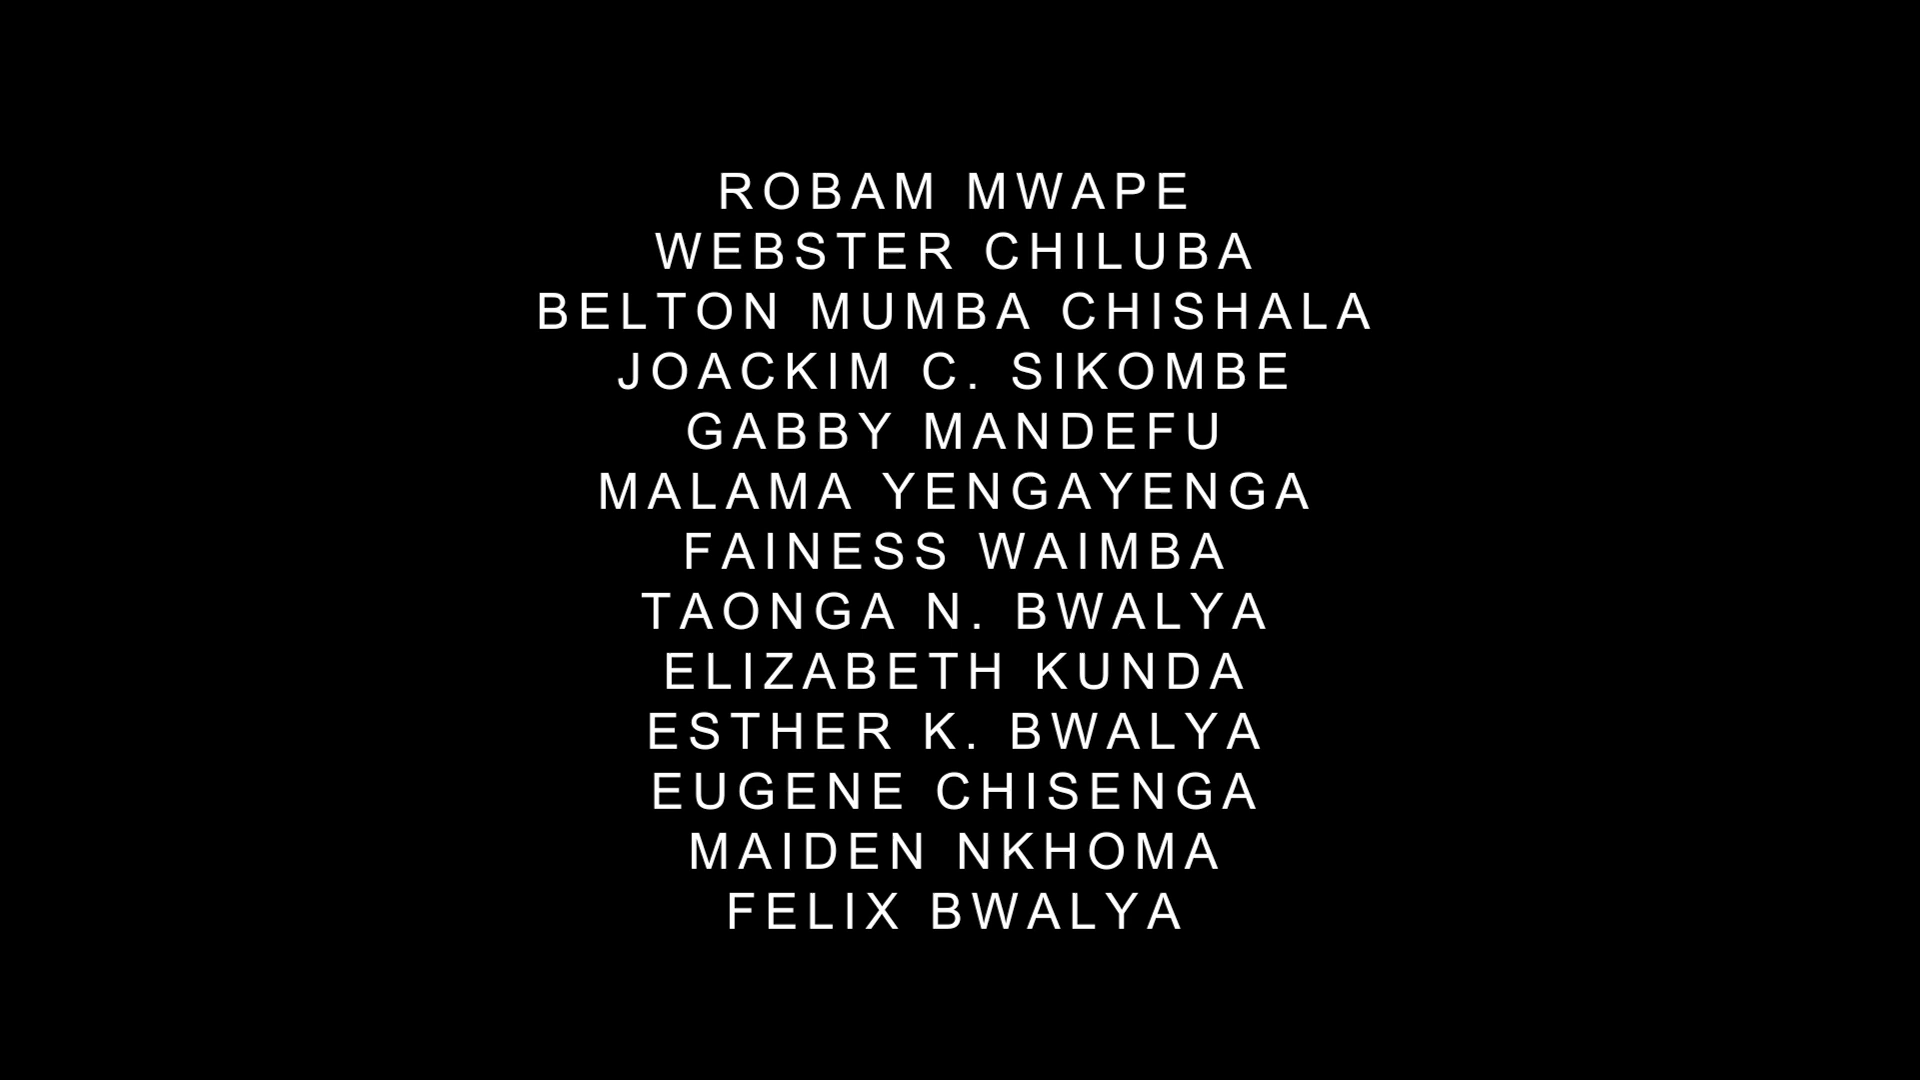 ROBAM MWAPE
WEBSTER CHILUBA
BELTON MUMBA CHISHALA
JOACKIM C. SIKOMBE
GABBY MANDEFU
MALAMA YENGAYENGA
FAINESS WAIMBA
TAONGA N. BWALYA
ELIZABETH KUNDA
ESTHER K. BWALYA
EUGENE CHISENGA
MAIDEN NKHOMA
FELIX BWALYA